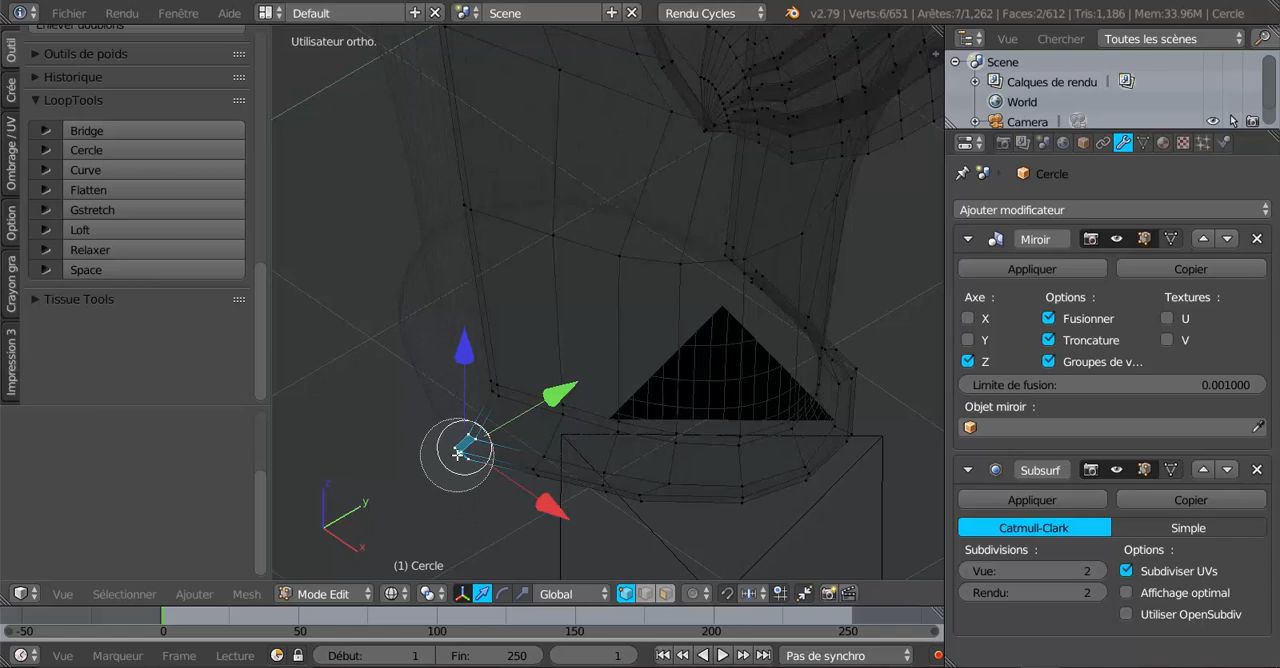 Fichier Rendu Fenêtre Aide Default Scene Rendu Cycles v2.79 | Verts:6/651 | Arêtes:7/1,262 | Faces:2/612 | Tris:1,186 | Mem:33.96M | Cercle
Outils de poids
Historique
LoopTools
Bridge
Cercle
Curve
Flatten
Gstretch
Loft
Relaxer
Space
Tissue Tools
Outil
Crée
Ombrage / UV
Option
Crayon gra
Impression 3
Utilisateur ortho.
z
y
x
(1) Cercle
Vue Sélectionner Ajouter Mesh Mode Edit Global
-50 0 50 100 150 200 250
Vue Marqueur Frame Lecture Début: 1 Fin: 250 1 Pas de synchro
Vue Chercher Toutes les scènes
Scene
Calques de rendu
World
Camera
Cercle
Ajouter modificateur
Miroir
Appliquer Copier
Axe : Options : Textures :
X Fusionner U
Y Troncature V
Z Groupes de v...
Limite de fusion: 0.001000
Objet miroir :
Subsurf
Appliquer Copier
Catmull-Clark Simple
Subdivisions : Options :
Vue: 2 Subdiviser UVs
Rendu: 2 Affichage optimal
Utiliser OpenSubdiv